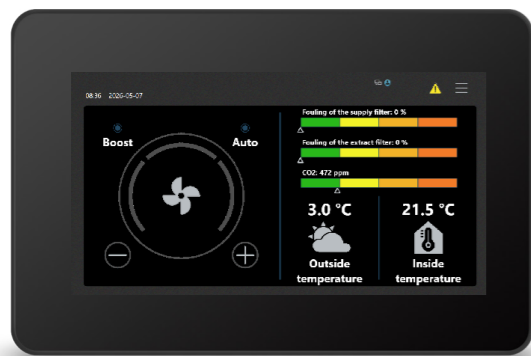 08:36 2026-05-07
Boost
Auto
Fouling of the supply filter: 0 %
Fouling of the extract filter: 0 %
CO2: 472 ppm
3.0 °C
Outside
temperature
21.5 °C
Inside
temperature